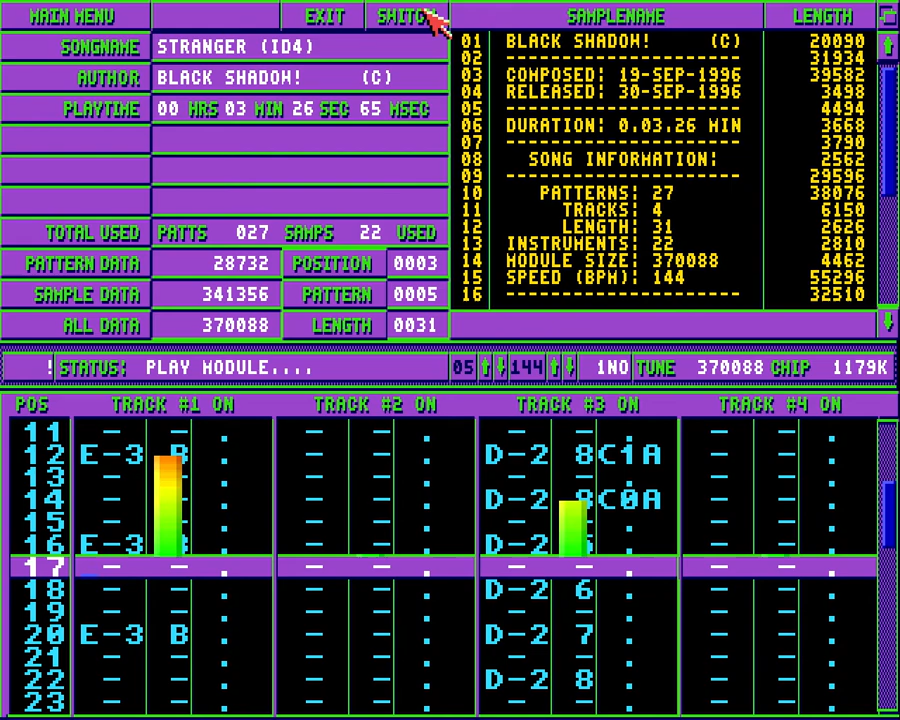 MAIN MENU EXIT SWITC SAMPLENAME LENGTH
SONGNAME STRANGER (ID4)
AUTHOR BLACK SHADOW! (C)
PLAYTIME 00 HRS 03 MIN 26 SEC 65 MSEC
TOTAL USED PATTS 027 SAMPS 22 USED
PATTERN DATA 28732 POSITION 0003
SAMPLE DATA 341356 PATTERN 0005
ALL DATA 370088 LENGTH 0031
01 BLACK SHADOW! (C) 20090
02 --------------------- 31934
03 COMPOSED: 19-SEP-1996 39582
04 RELEASED: 30-SEP-1996 3498
05 --------------------- 4494
06 DURATION: 0.03.26 MIN 3668
07 --------------------- 3790
08 SONG INFORMATION: 2562
09 --------------------- 29596
10 PATTERNS: 27 38076
11 TRACKS: 4 6150
12 LENGTH: 31 2626
13 INSTRUMENTS: 22 2810
14 MODULE SIZE: 370088 4462
15 SPEED (BPM): 144 55296
16 --------------------- 32510
! STATUS: PLAY MODULE.... 05 144 1NO TUNE 370088 CHIP 1179K
POS TRACK #1 ON TRACK #2 ON TRACK #3 ON TRACK #4 ON
11 - - . - - . - - . - - .
12 E-3 B . - - . D-2 8C1A - - .
13 - - . - - . - - . - - .
14 - - . - - . D-2 8C0A - - .
15 - - . - - . - - . - - .
16 E-3 B . - - . D-2 . - - .
17 - - . - - . - - . - - .
18 - - . - - . D-2 6 . - - .
19 - - . - - . - - . - - .
20 E-3 B . - - . D-2 7 . - - .
21 - - . - - . - - . - - .
22 - - . - - . D-2 8 . - - .
23 - - . - - . - - . - - .